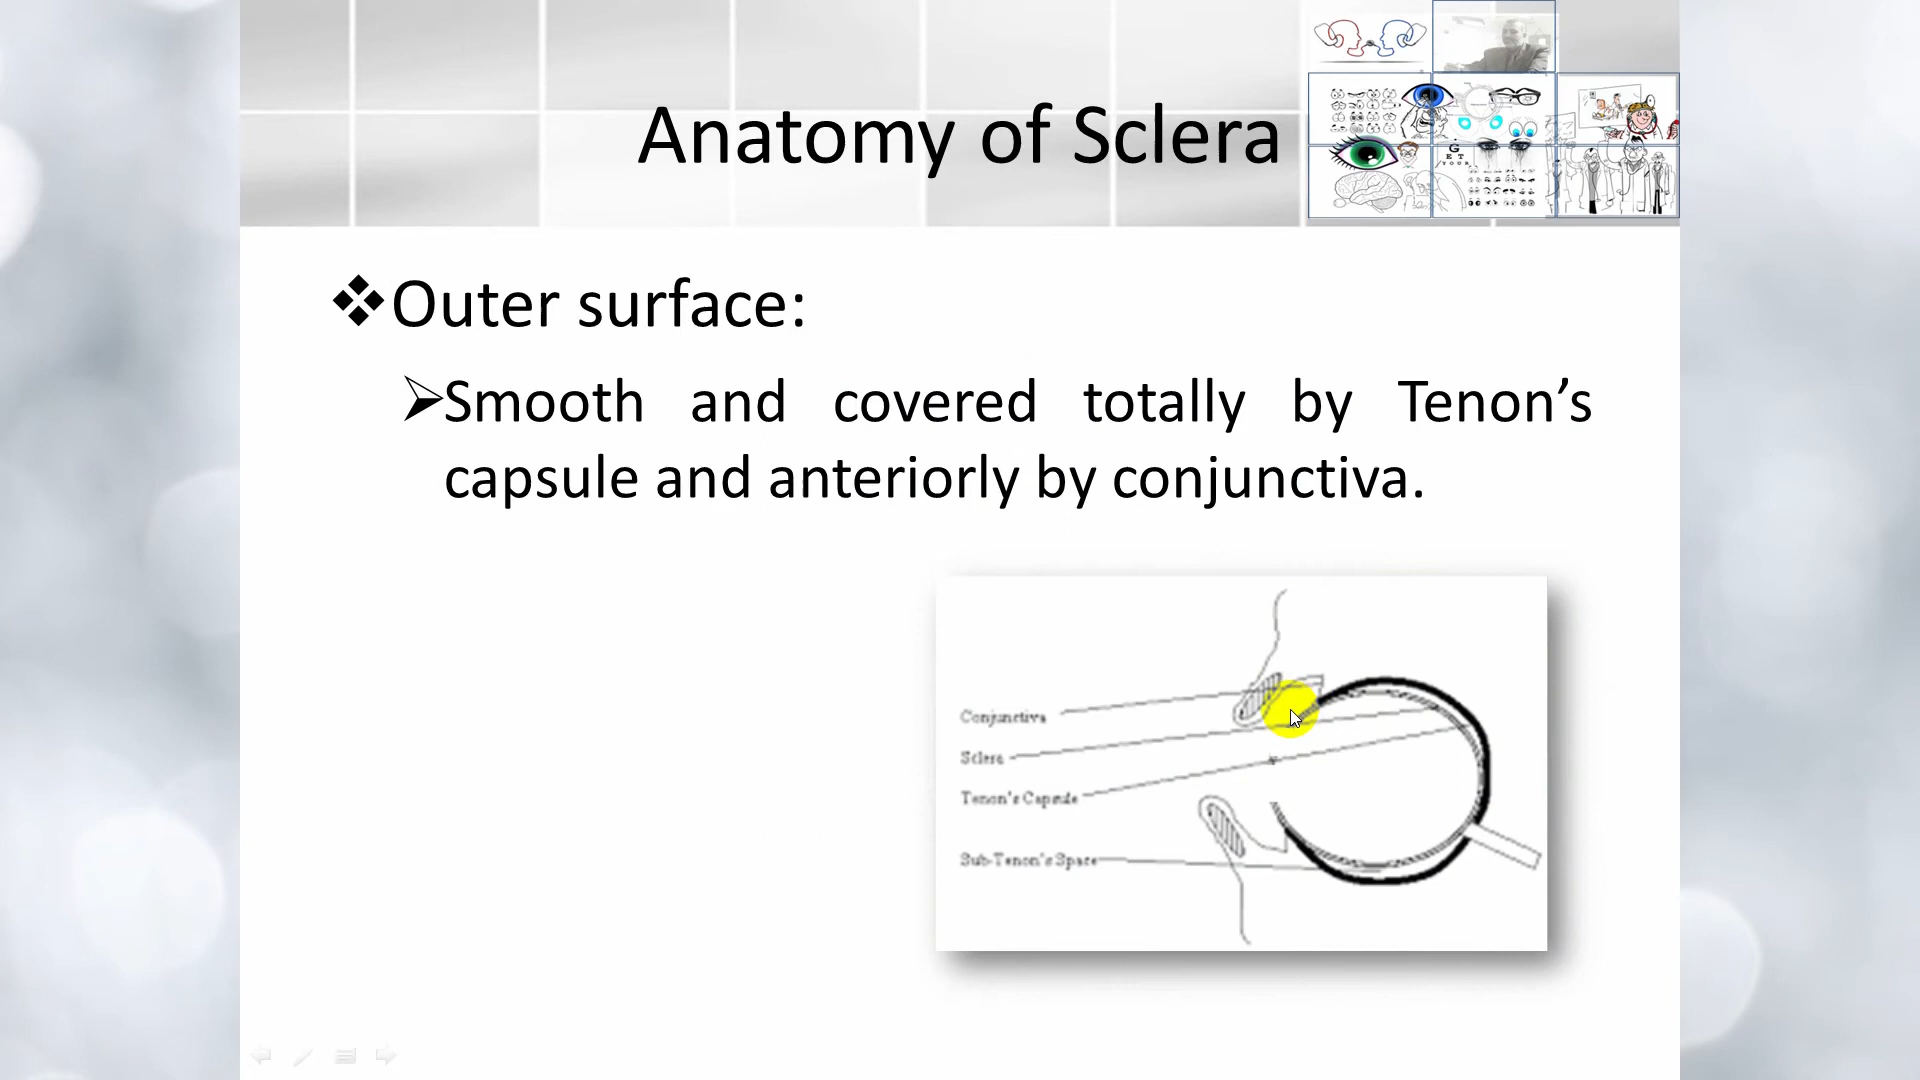 Anatomy of Sclera
G
E T
Y O U R
❖Outer surface:
➢Smooth and covered totally by Tenon’s
capsule and anteriorly by conjunctiva.
Conjunctiva
Sclera
Tenon's Capsule
Sub-Tenon's Space